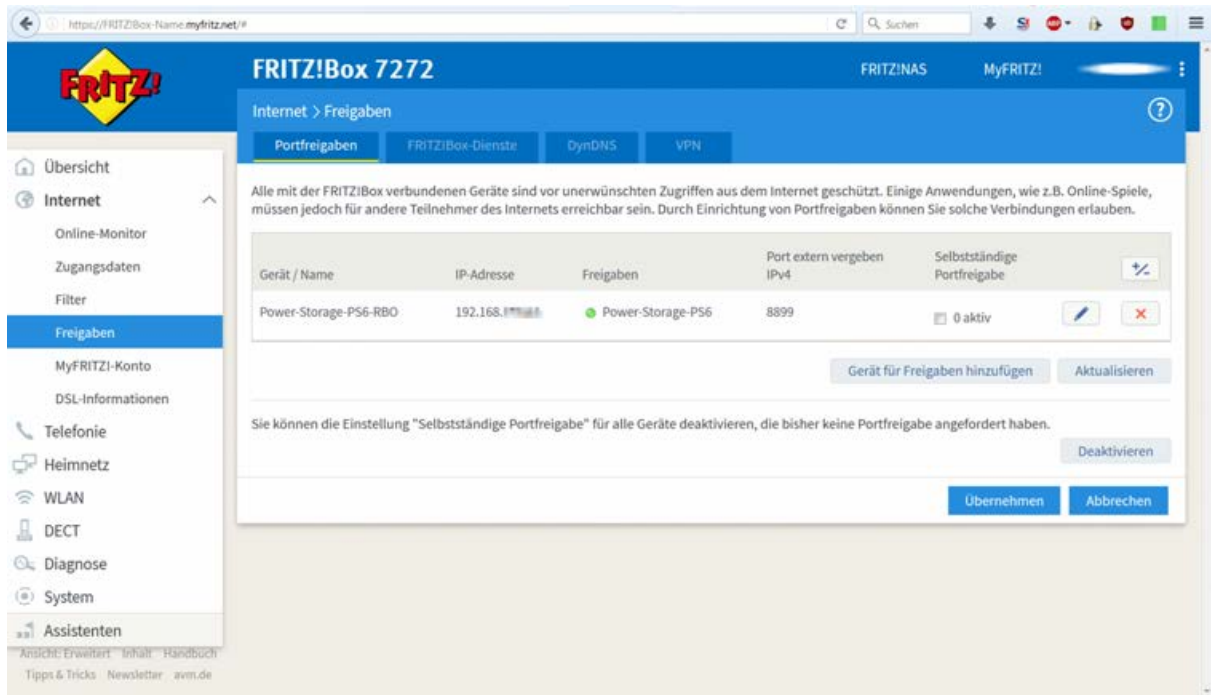 https://FRITZ!Box-Name.myfritz.net/#
Suchen
FRITZ!
FRITZ!Box 7272
FRITZ!NAS
MyFRITZ!
Internet > Freigaben
Portfreigaben
FRITZ!Box-Dienste
DynDNS
VPN
Übersicht
Internet
Online-Monitor
Zugangsdaten
Filter
Freigaben
MyFRITZ!-Konto
DSL-Informationen
Telefonie
Heimnetz
WLAN
DECT
Diagnose
System
Assistenten
Ansicht: Erweitert Inhalt Handbuch
Tipps & Tricks Newsletter avm.de
Alle mit der FRITZ!Box verbundenen Geräte sind vor unerwünschten Zugriffen aus dem Internet geschützt. Einige Anwendungen, wie z.B. Online-Spiele,
müssen jedoch für andere Teilnehmer des Internets erreichbar sein. Durch Einrichtung von Portfreigaben können Sie solche Verbindungen erlauben.
Gerät / Name
IP-Adresse
Freigaben
Port extern vergeben
IPv4
Selbstständige
Portfreigabe
Power-Storage-PS6-RBO
192.168.
Power-Storage-PS6
8899
0 aktiv
Gerät für Freigaben hinzufügen
Aktualisieren
Sie können die Einstellung "Selbstständige Portfreigabe" für alle Geräte deaktivieren, die bisher keine Portfreigabe angefordert haben.
Deaktivieren
Übernehmen
Abbrechen